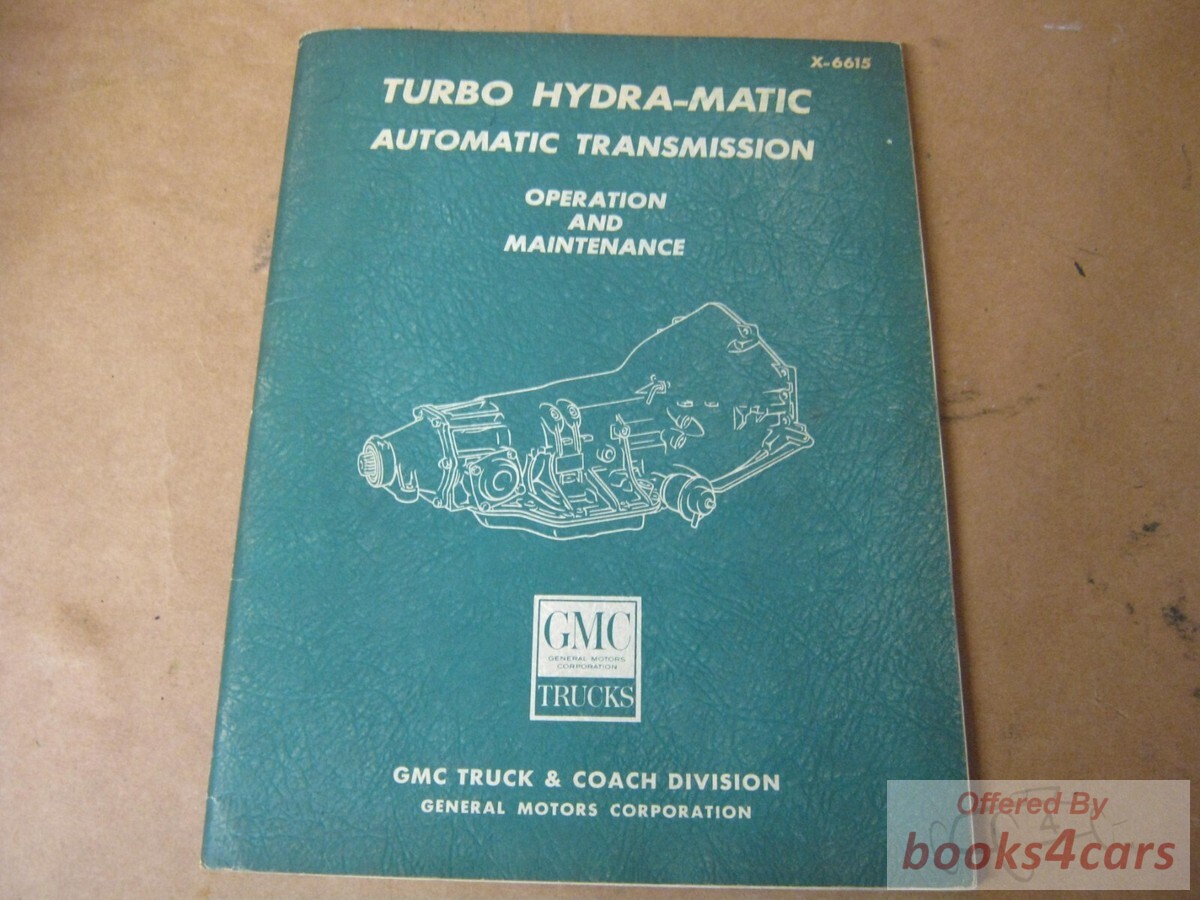 X-6615
TURBO HYDRA-MATIC
AUTOMATIC TRANSMISSION
OPERATION
AND
MAINTENANCE
GMC
GENERAL MOTORS
CORPORATION
TRUCKS
GMC TRUCK & COACH DIVISION
GENERAL MOTORS CORPORATION
Offered By
books4cars